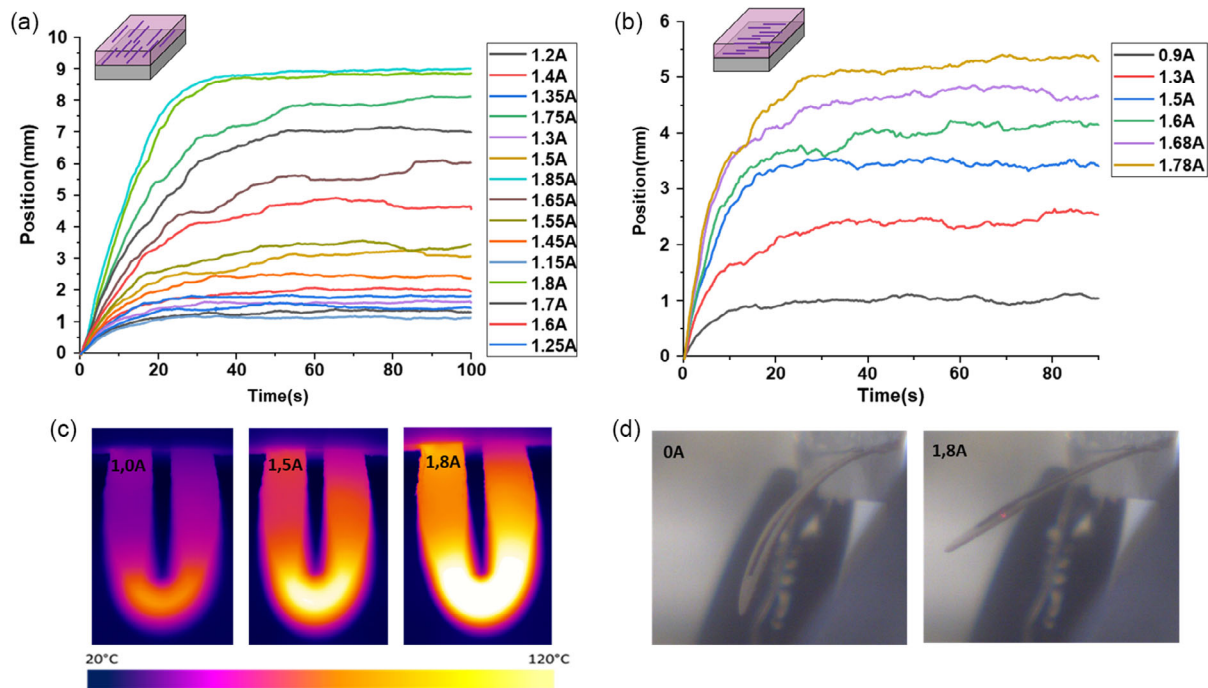 (a)
10
9
8
7
6
5
4
3
2
1
0
Position(mm)
0 20 40 60 80 100
Time(s)
1.2A
1.4A
1.35A
1.75A
1.3A
1.5A
1.85A
1.65A
1.55A
1.45A
1.15A
1.8A
1.7A
1.6A
1.25A
(b)
6
5
4
3
2
1
0
Position(mm)
0 20 40 60 80
Time(s)
0.9A
1.3A
1.5A
1.6A
1.68A
1.78A
(c)
1,0A
1,5A
1,8A
20°C 120°C
(d)
0A
1,8A